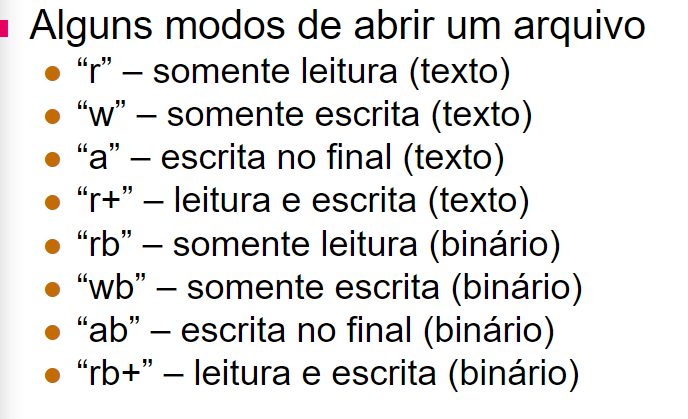 Alguns modos de abrir um arquivo
“r” – somente leitura (texto)
“w” – somente escrita (texto)
“a” – escrita no final (texto)
“r+” – leitura e escrita (texto)
“rb” – somente leitura (binário)
“wb” – somente escrita (binário)
“ab” – escrita no final (binário)
“rb+” – leitura e escrita (binário)